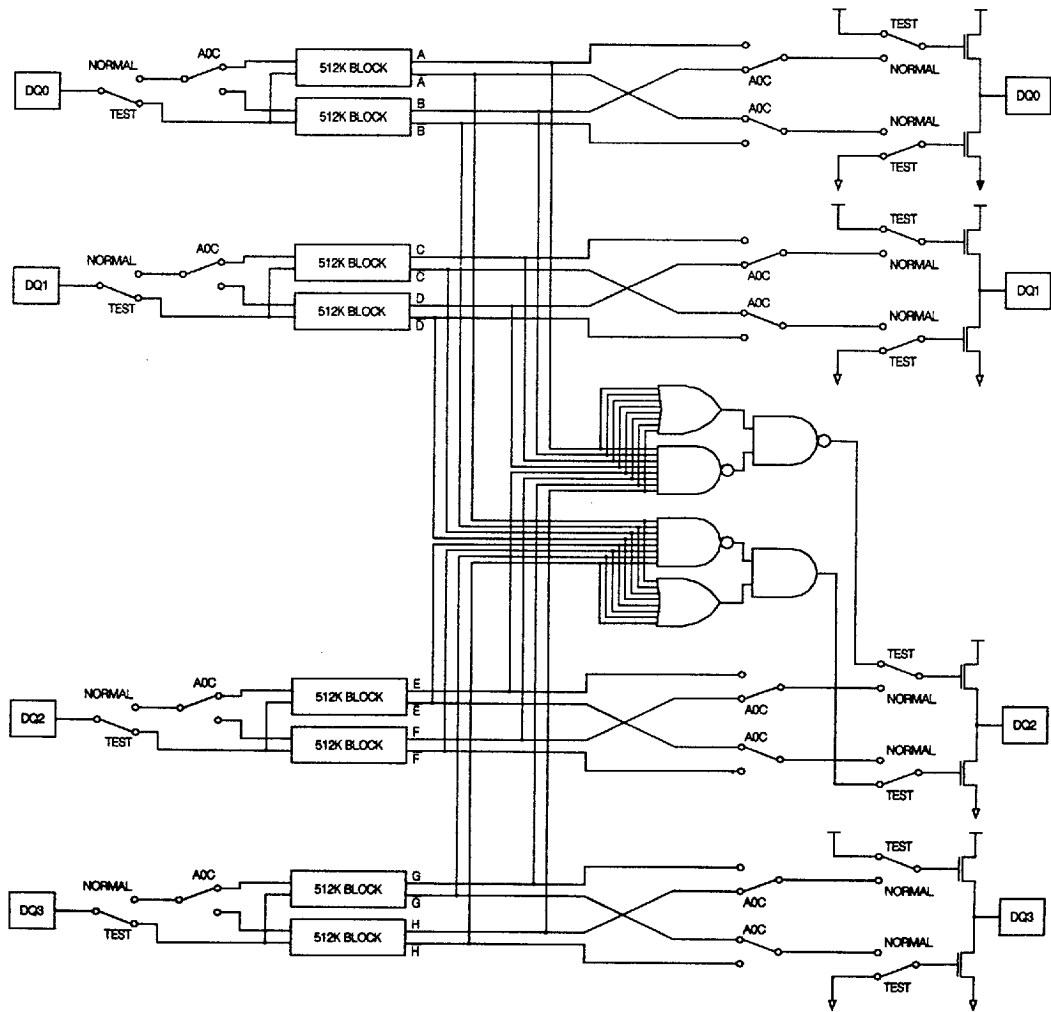 TEST
A0C
A
NORMAL
512K BLOCK
A
A0C
NORMAL
DQ0
B
DQ0
A0C
TEST
512K BLOCK
B
NORMAL
TEST
TEST
A0C
C
NORMAL
512K BLOCK
C
A0C
NORMAL
DQ1
D
DQ1
A0C
TEST
512K BLOCK
D
NORMAL
TEST
TEST
A0C
E
NORMAL
512K BLOCK
E
A0C
NORMAL
DQ2
F
DQ2
A0C
TEST
512K BLOCK
F
NORMAL
TEST
TEST
A0C
G
NORMAL
512K BLOCK
G
A0C
NORMAL
DQ3
H
DQ3
A0C
TEST
512K BLOCK
H
NORMAL
TEST